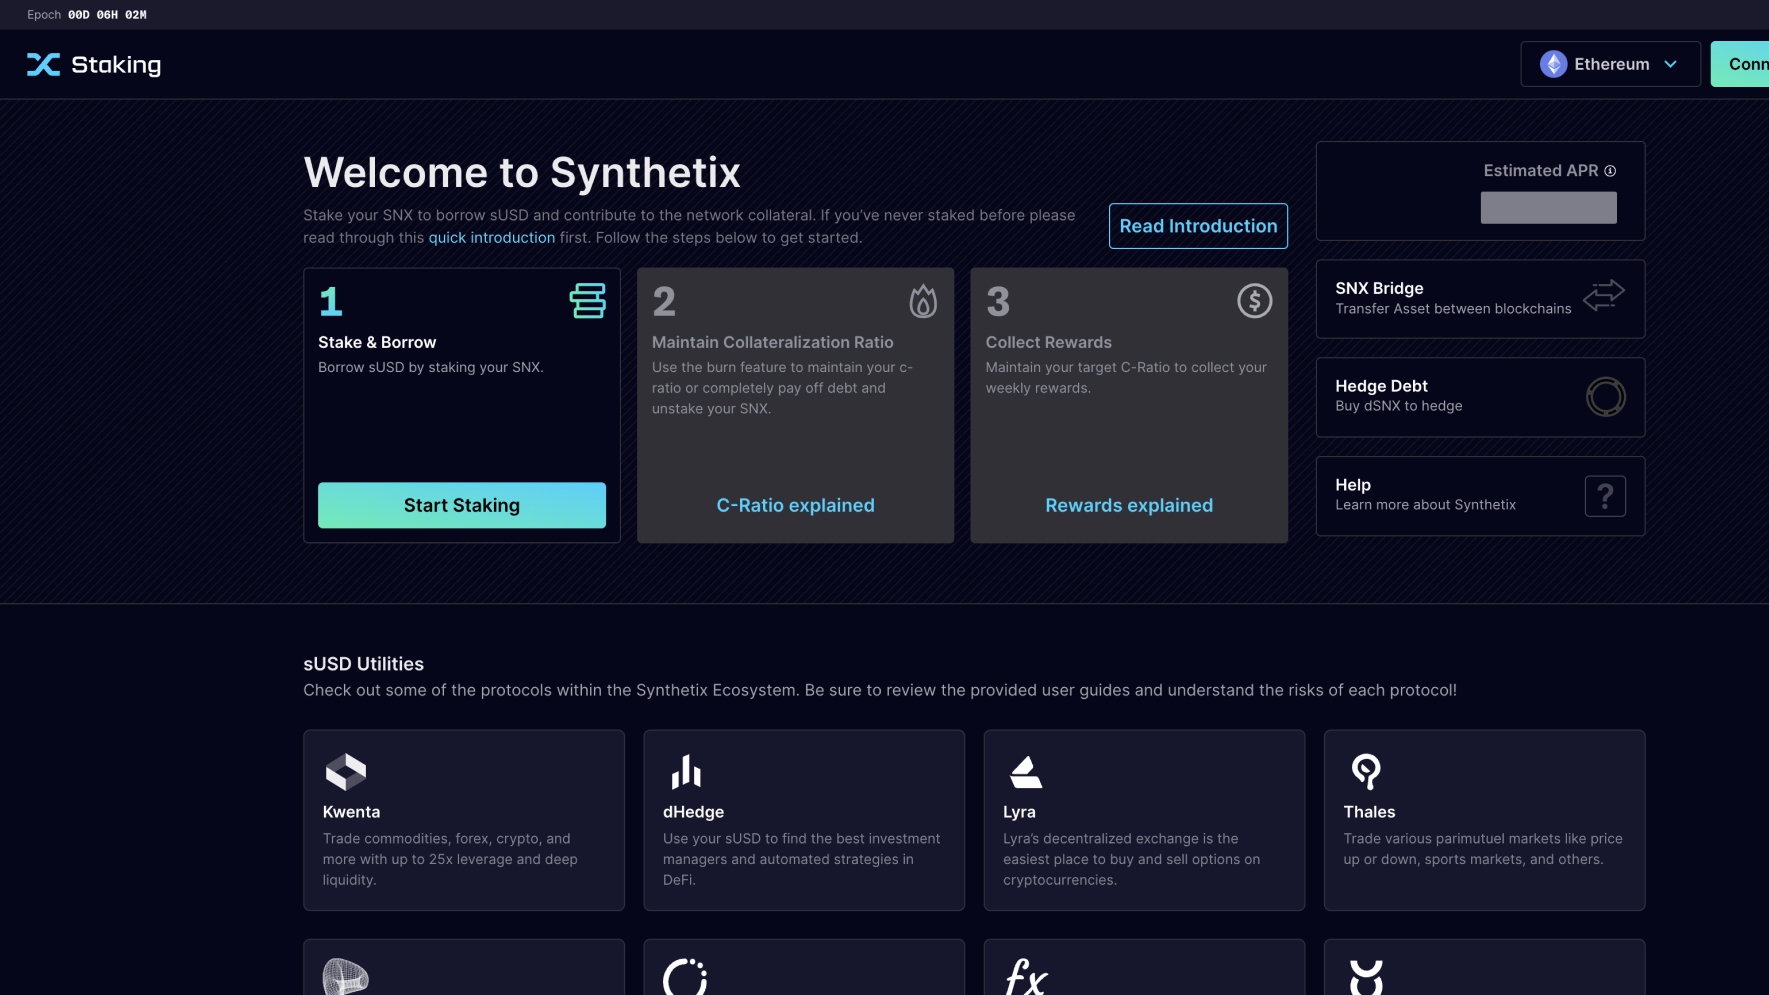 Epoch 00D 06H 02M
Staking
Ethereum
Conn
Welcome to Synthetix
Stake your SNX to borrow sUSD and contribute to the network collateral. If you’ve never staked before please
read through this quick introduction first. Follow the steps below to get started.
Read Introduction
1
Stake & Borrow
Borrow sUSD by staking your SNX.
Start Staking
2
Maintain Collateralization Ratio
Use the burn feature to maintain your c-
ratio or completely pay off debt and
unstake your SNX.
C-Ratio explained
3
Collect Rewards
Maintain your target C-Ratio to collect your
weekly rewards.
Rewards explained
Estimated APR
SNX Bridge
Transfer Asset between blockchains
Hedge Debt
Buy dSNX to hedge
Help
Learn more about Synthetix
?
sUSD Utilities
Check out some of the protocols within the Synthetix Ecosystem. Be sure to review the provided user guides and understand the risks of each protocol!
Kwenta
Trade commodities, forex, crypto, and
more with up to 25x leverage and deep
liquidity.
dHedge
Use your sUSD to find the best investment
managers and automated strategies in
DeFi.
Lyra
Lyra’s decentralized exchange is the
easiest place to buy and sell options on
cryptocurrencies.
Thales
Trade various parimutuel markets like price
up or down, sports markets, and others.
fx